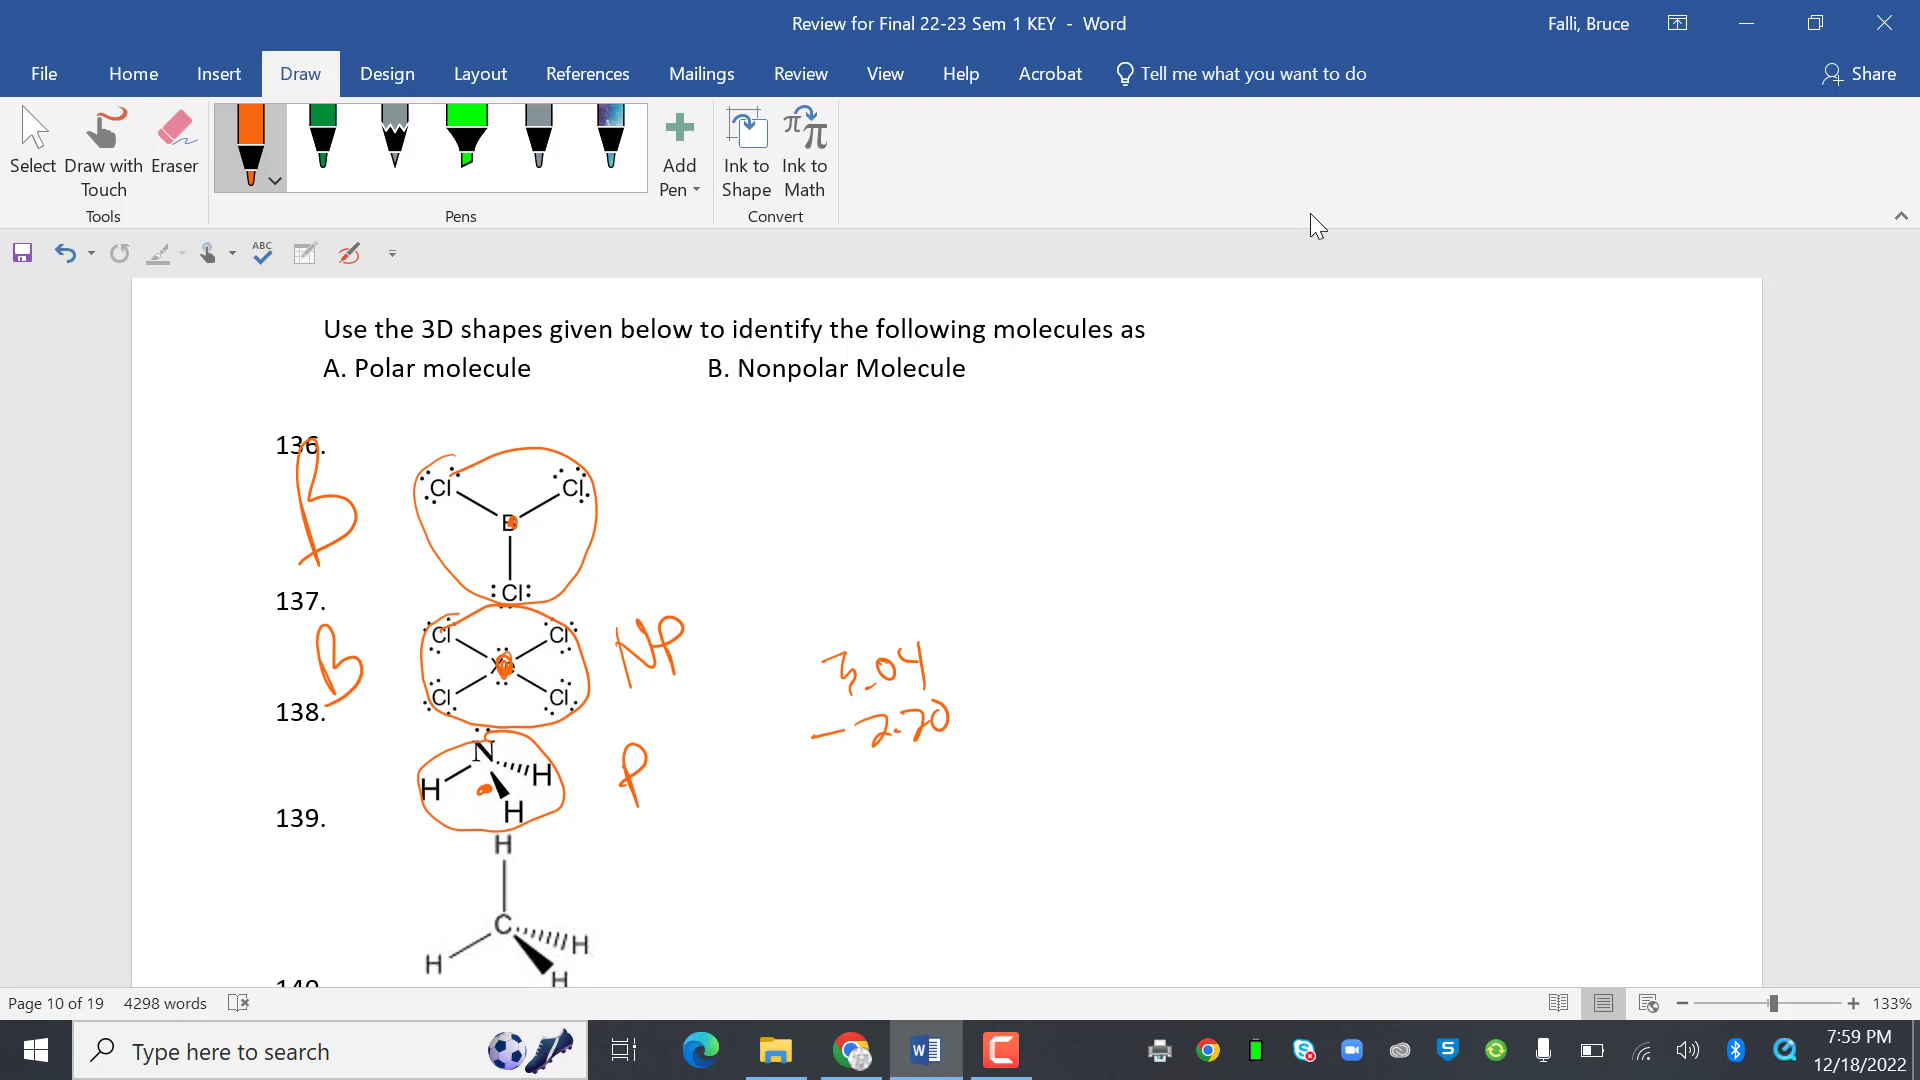 Review for Final 22-23 Sem 1 KEY - Word
Falli, Bruce
File Home Insert Draw Design Layout References Mailings Review View Help Acrobat Tell me what you want to do Share
Select Draw with Touch Eraser
Add Pen
Ink to Shape
Ink to Math
Tools Pens Convert
ABC
Use the 3D shapes given below to identify the following molecules as
A. Polar molecule B. Nonpolar Molecule
136.
B
Cl Cl
B
Cl
137.
B
Cl Cl
Cl Cl
NP
3.04
- 2.20
138.
N
H H
H
P
139.
H
C
H H
H
140
Page 10 of 19 4298 words 133%
Type here to search
7:59 PM
12/18/2022